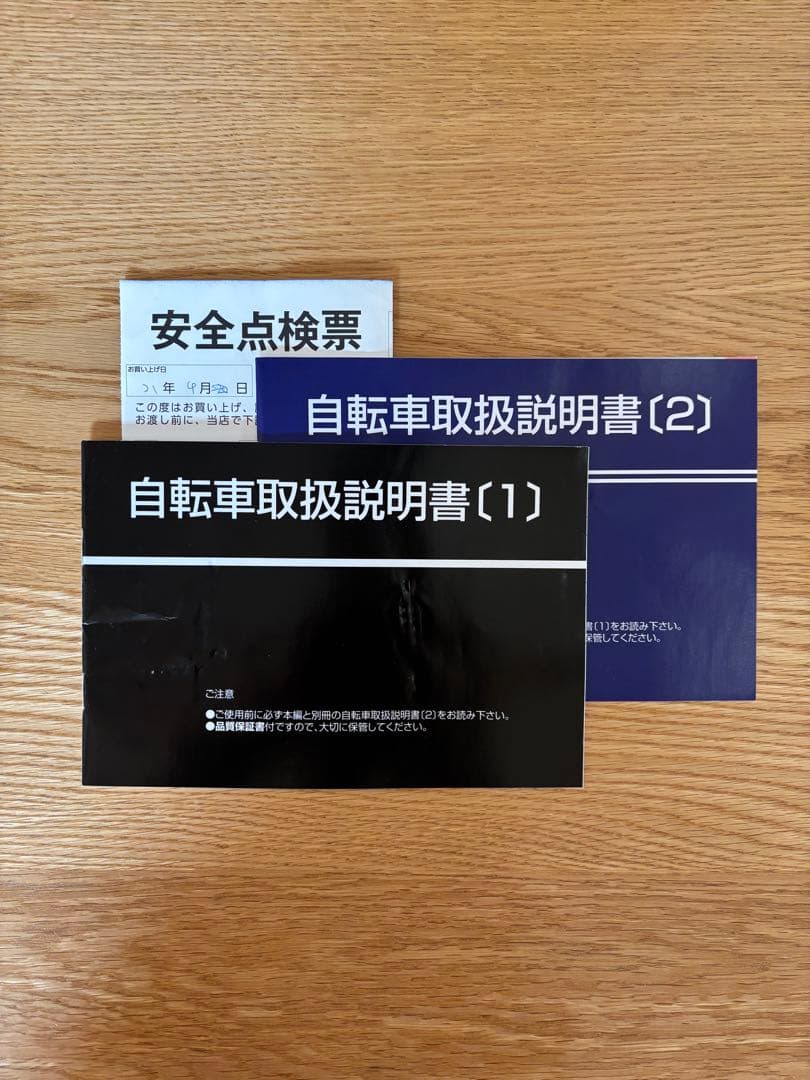 安全点検票
お買い上げ日
年 9月 日
この度はお買い上げ、
お渡し前に、当店で下
自転車取扱説明書〔2〕
書〔1〕をお読み下さい。
保管してください。
自転車取扱説明書〔1〕
ご注意
●ご使用前に必ず本編と別冊の自転車取扱説明書〔2〕をお読み下さい。
●品質保証書付ですので、大切に保管してください。